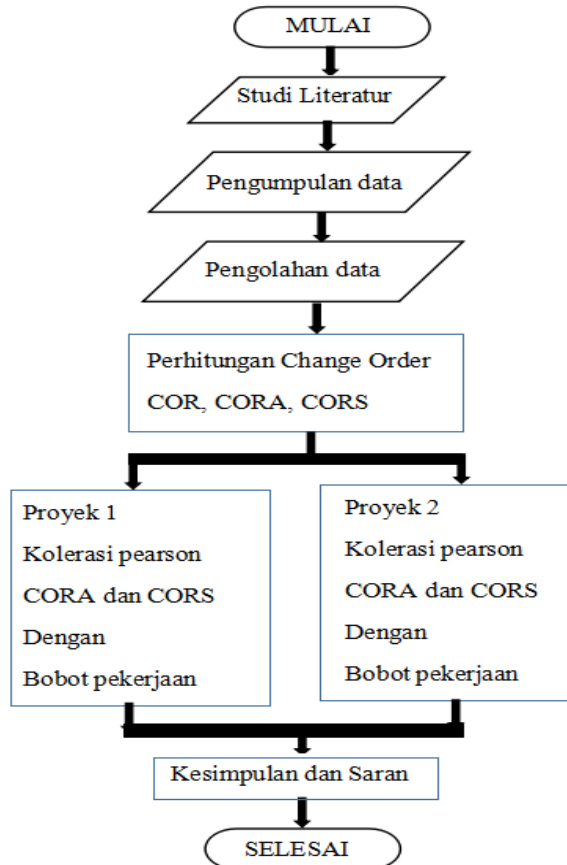 MULAI
Studi Literatur
Pengumpulan data
Pengolahan data
Perhitungan Change Order
COR, CORA, CORS
Proyek 1
Kolerasi pearson
CORA dan CORS
Dengan
Bobot pekerjaan
Proyek 2
Kolerasi pearson
CORA dan CORS
Dengan
Bobot pekerjaan
Kesimpulan dan Saran
SELESAI